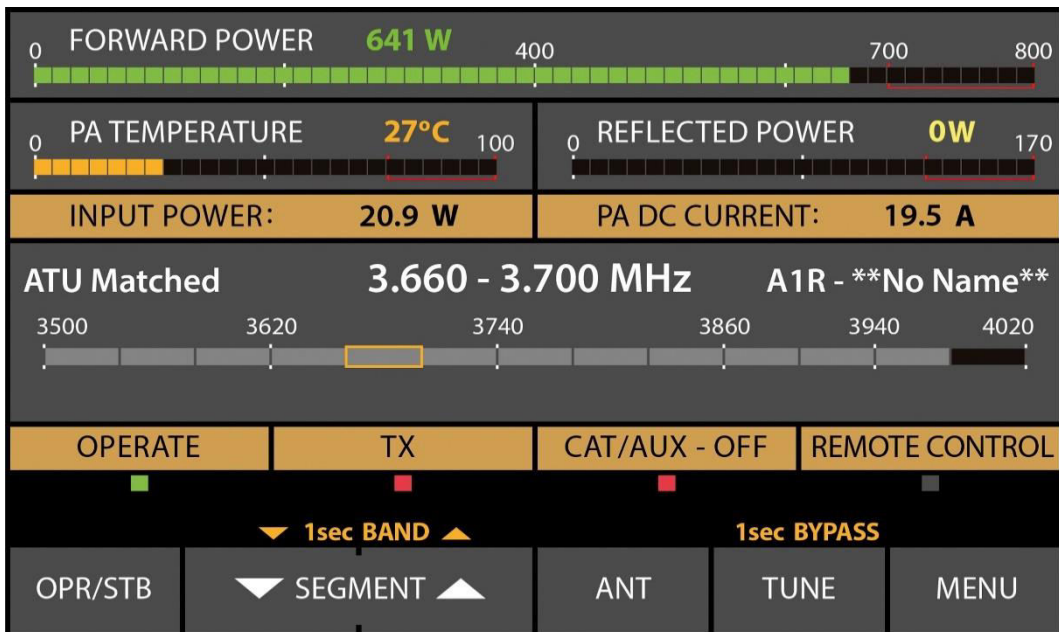 FORWARD POWER 641 W
0 400 700 800
PA TEMPERATURE 27°C
0 100
REFLECTED POWER 0W
0 170
INPUT POWER: 20.9 W
PA DC CURRENT: 19.5 A
ATU Matched 3.660 - 3.700 MHz A1R - **No Name**
3500 3620 3740 3860 3940 4020
OPERATE TX CAT/AUX - OFF REMOTE CONTROL
1sec BAND 1sec BYPASS
OPR/STB SEGMENT ANT TUNE MENU